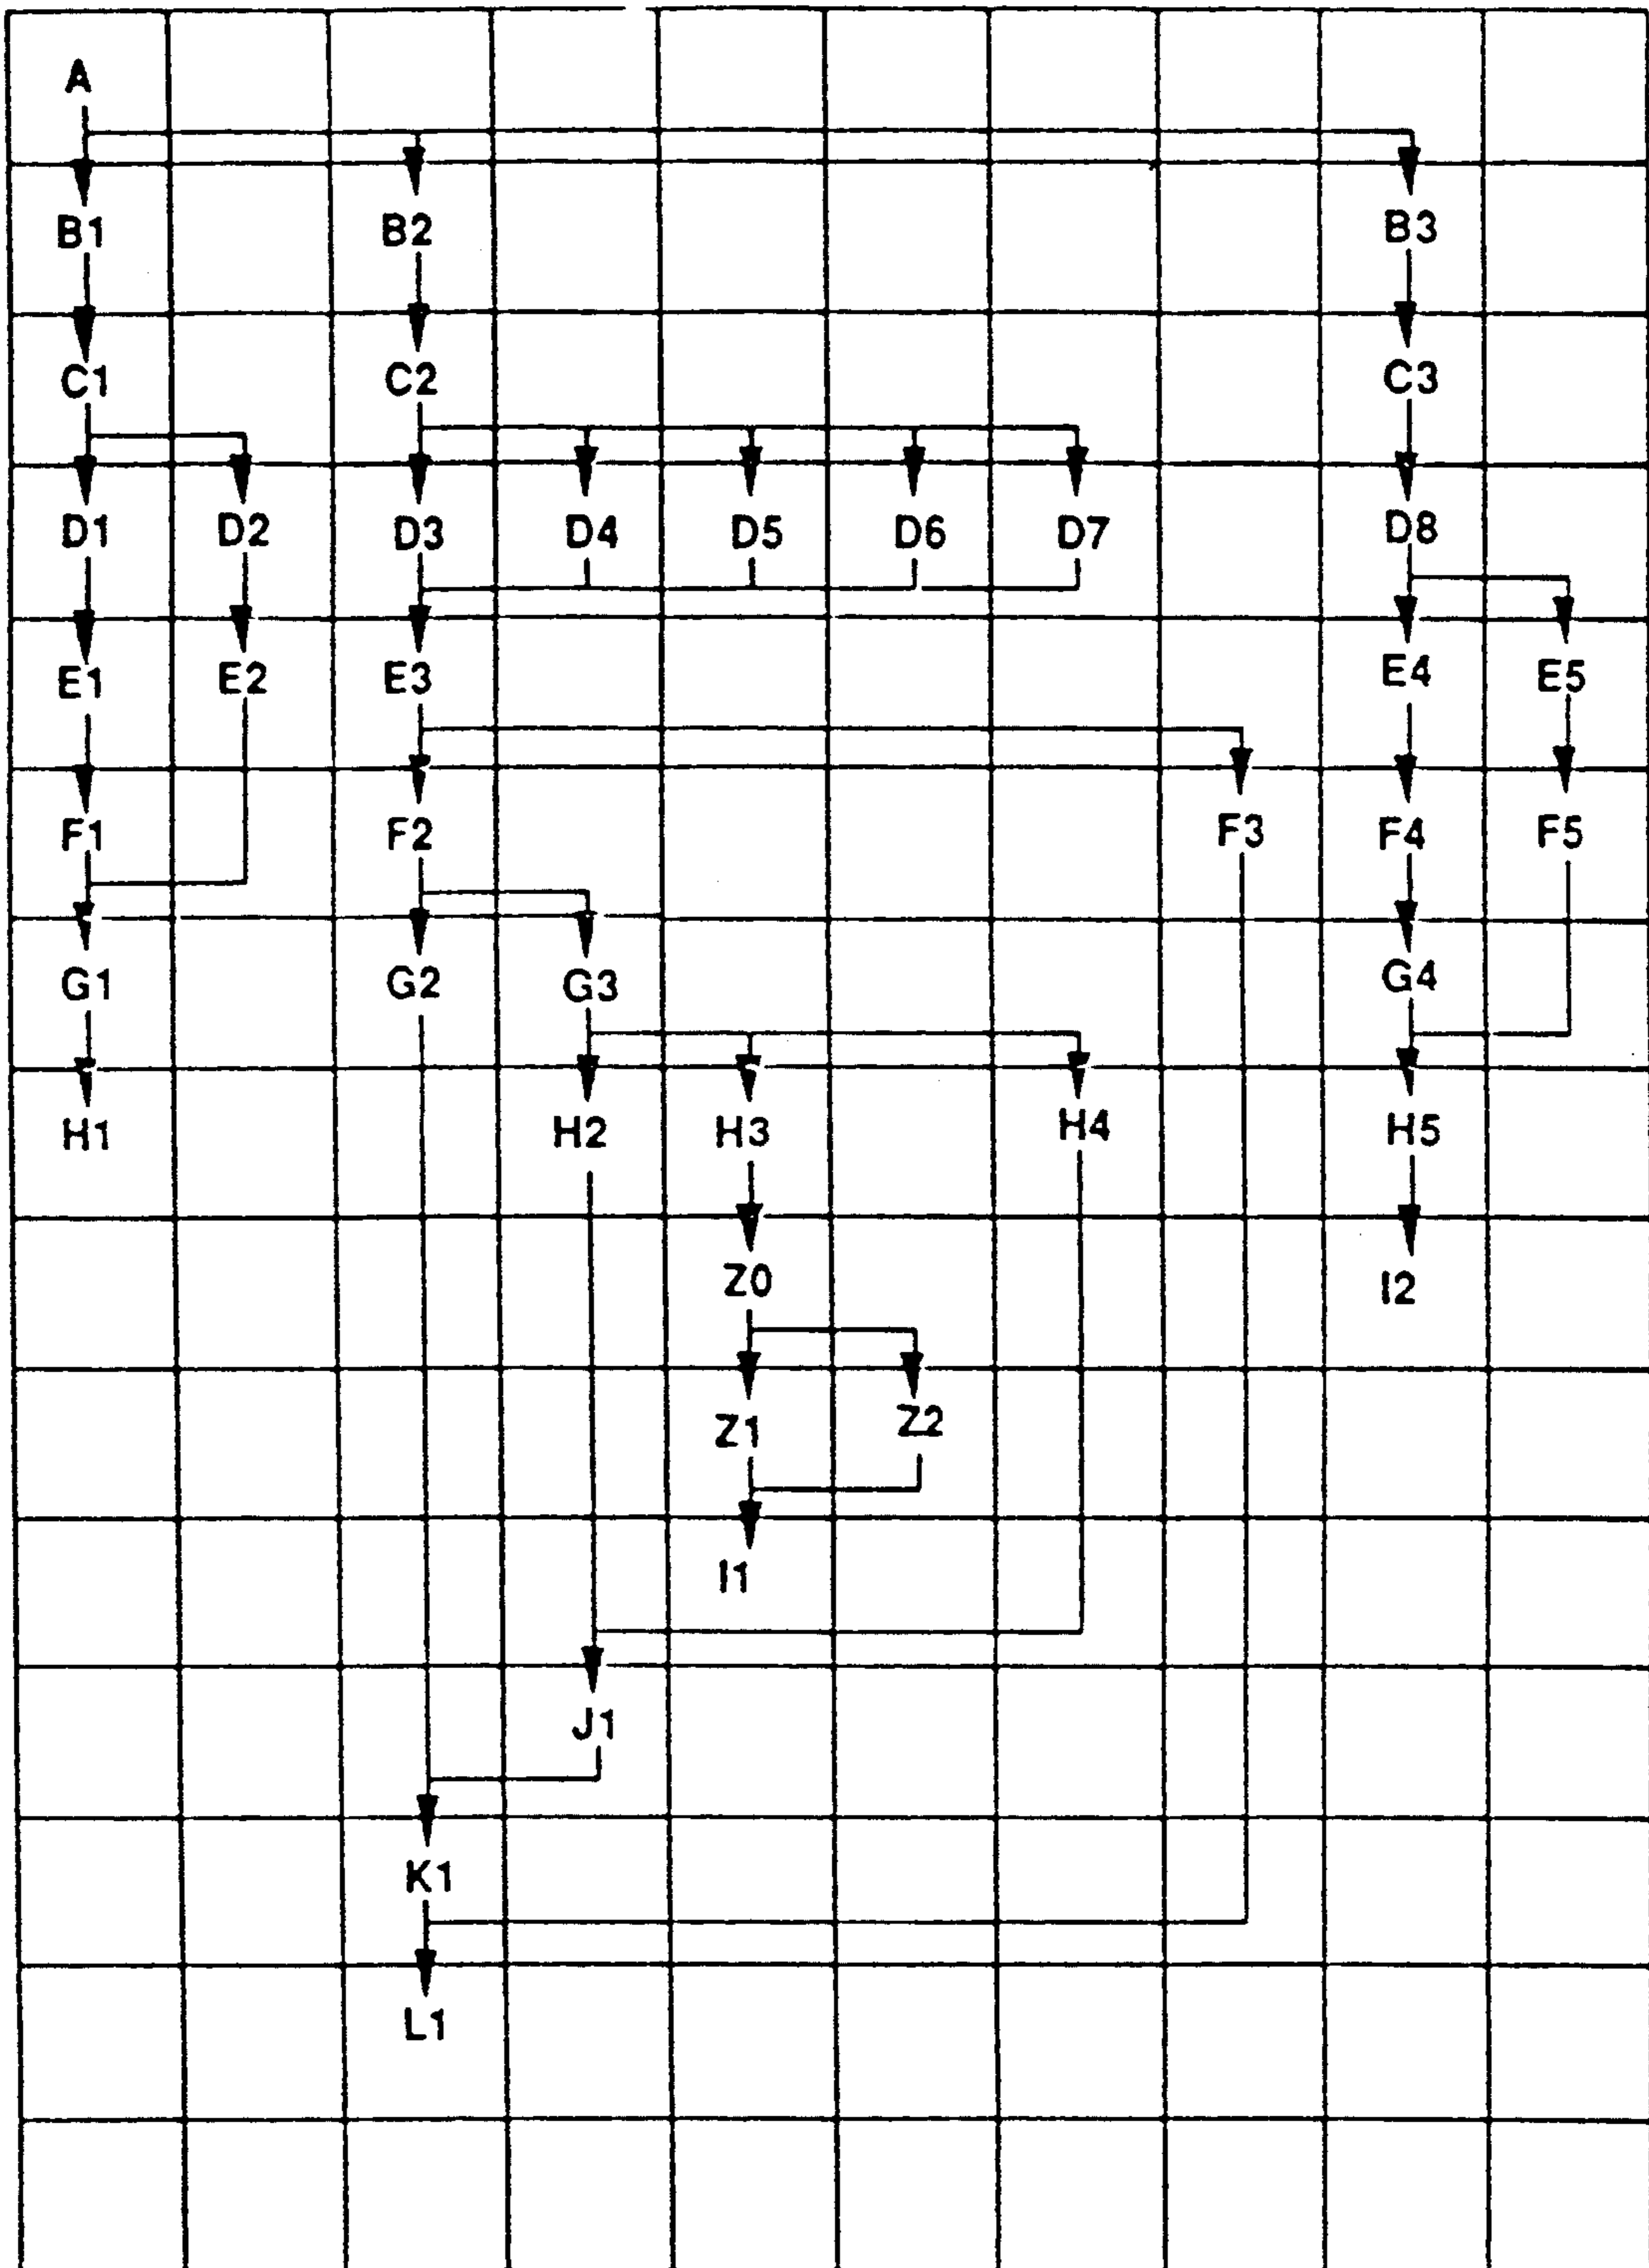 A
B1 B2 B3
C1 C2 C3
D1 D2 D3 D4 D5 D6 D7 D8
E1 E2 E3 E4 E5
F1 F2 F3 F4 F5
G1 G2 G3 G4
H1 H2 H3 H4 H5
Z0 I2
Z1 Z2
I1
J1
K1
L1